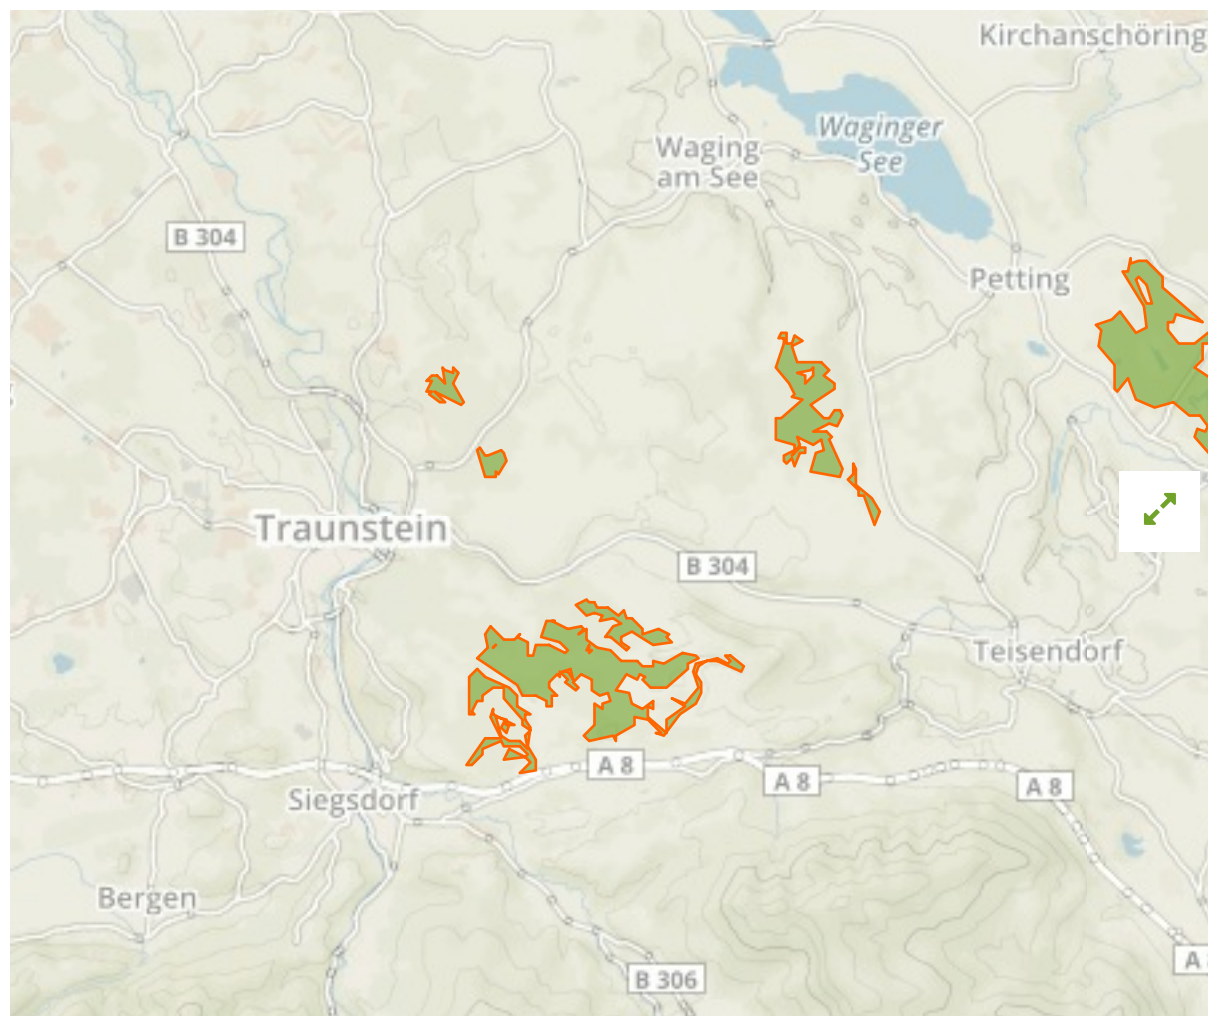 Kirchanschöring
Waginger
See
Waging
am See
B 304
Petting
Traunstein
B 304
Teisendorf
A 8
A 8
A 8
Siegsdorf
Bergen
A
B 306